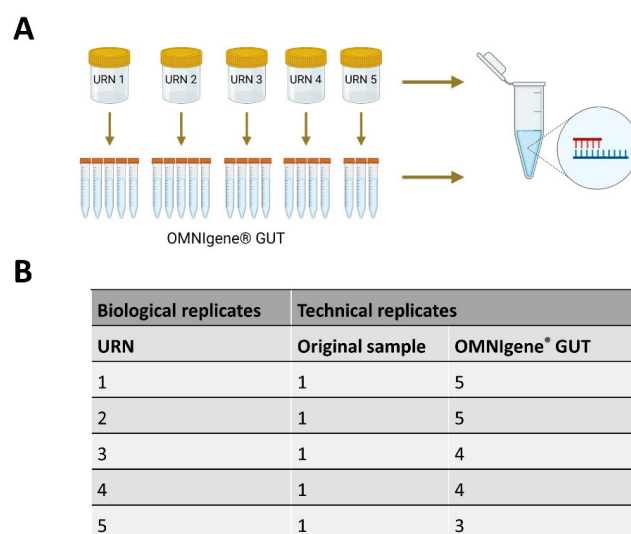 A
URN 1 URN 2 URN 3 URN 4 URN 5
OMNIgene® GUT
B
Biological replicates Technical replicates
URN Original sample OMNIgene® GUT
1 1 5
2 1 5
3 1 4
4 1 4
5 1 3